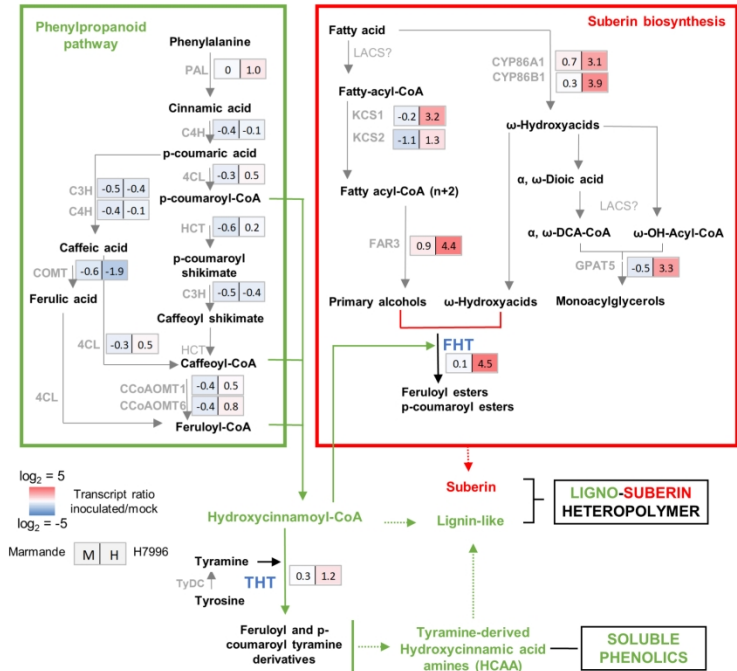 Phenylpropanoid
pathway
Phenylalanine
PAL 0 1.0
Cinnamic acid
C4H -0.4 -0.1
p-coumaric acid
4CL -0.3 0.5
C3H -0.5 -0.4
C4H -0.4 -0.1
p-coumaroyl-CoA
HCT -0.6 0.2
Caffeic acid
p-coumaroyl
shikimate
COMT -0.6 -1.9
Ferulic acid
C3H -0.5 -0.4
Caffeoyl shikimate
4CL -0.3 0.5
HCT
Caffeoyl-CoA
CCoAOMT1 -0.4 0.5
CCoAOMT6 -0.4 0.8
4CL
Feruloyl-CoA
Suberin biosynthesis
Fatty acid
LACS?
CYP86A1 0.7 3.1
CYP86B1 0.3 3.9
Fatty-acyl-CoA
KCS1 -0.2 3.2
KCS2 -1.1 1.3
ω-Hydroxyacids
Fatty acyl-CoA (n+2)
α, ω-Dioic acid
LACS?
FAR3 0.9 4.4
α, ω-DCA-CoA
ω-OH-Acyl-CoA
GPAT5 -0.5 3.3
Primary alcohols
ω-Hydroxyacids
Monoacylglycerols
FHT
0.1 4.5
Feruloyl esters
p-coumaroyl esters
log2 = 5
Transcript ratio
inoculated/mock
log2 = -5
Marmande M H H7996
Suberin
Hydroxycinnamoyl-CoA
Lignin-like
LIGNO-SUBERIN
HETEROPOLYMER
Tyramine
TyDC
THT 0.3 1.2
Tyrosine
Feruloyl and p-
coumaroyl tyramine
derivatives
Tyramine-derived
Hydroxycinnamic acid
amines (HCAA)
SOLUBLE
PHENOLICS